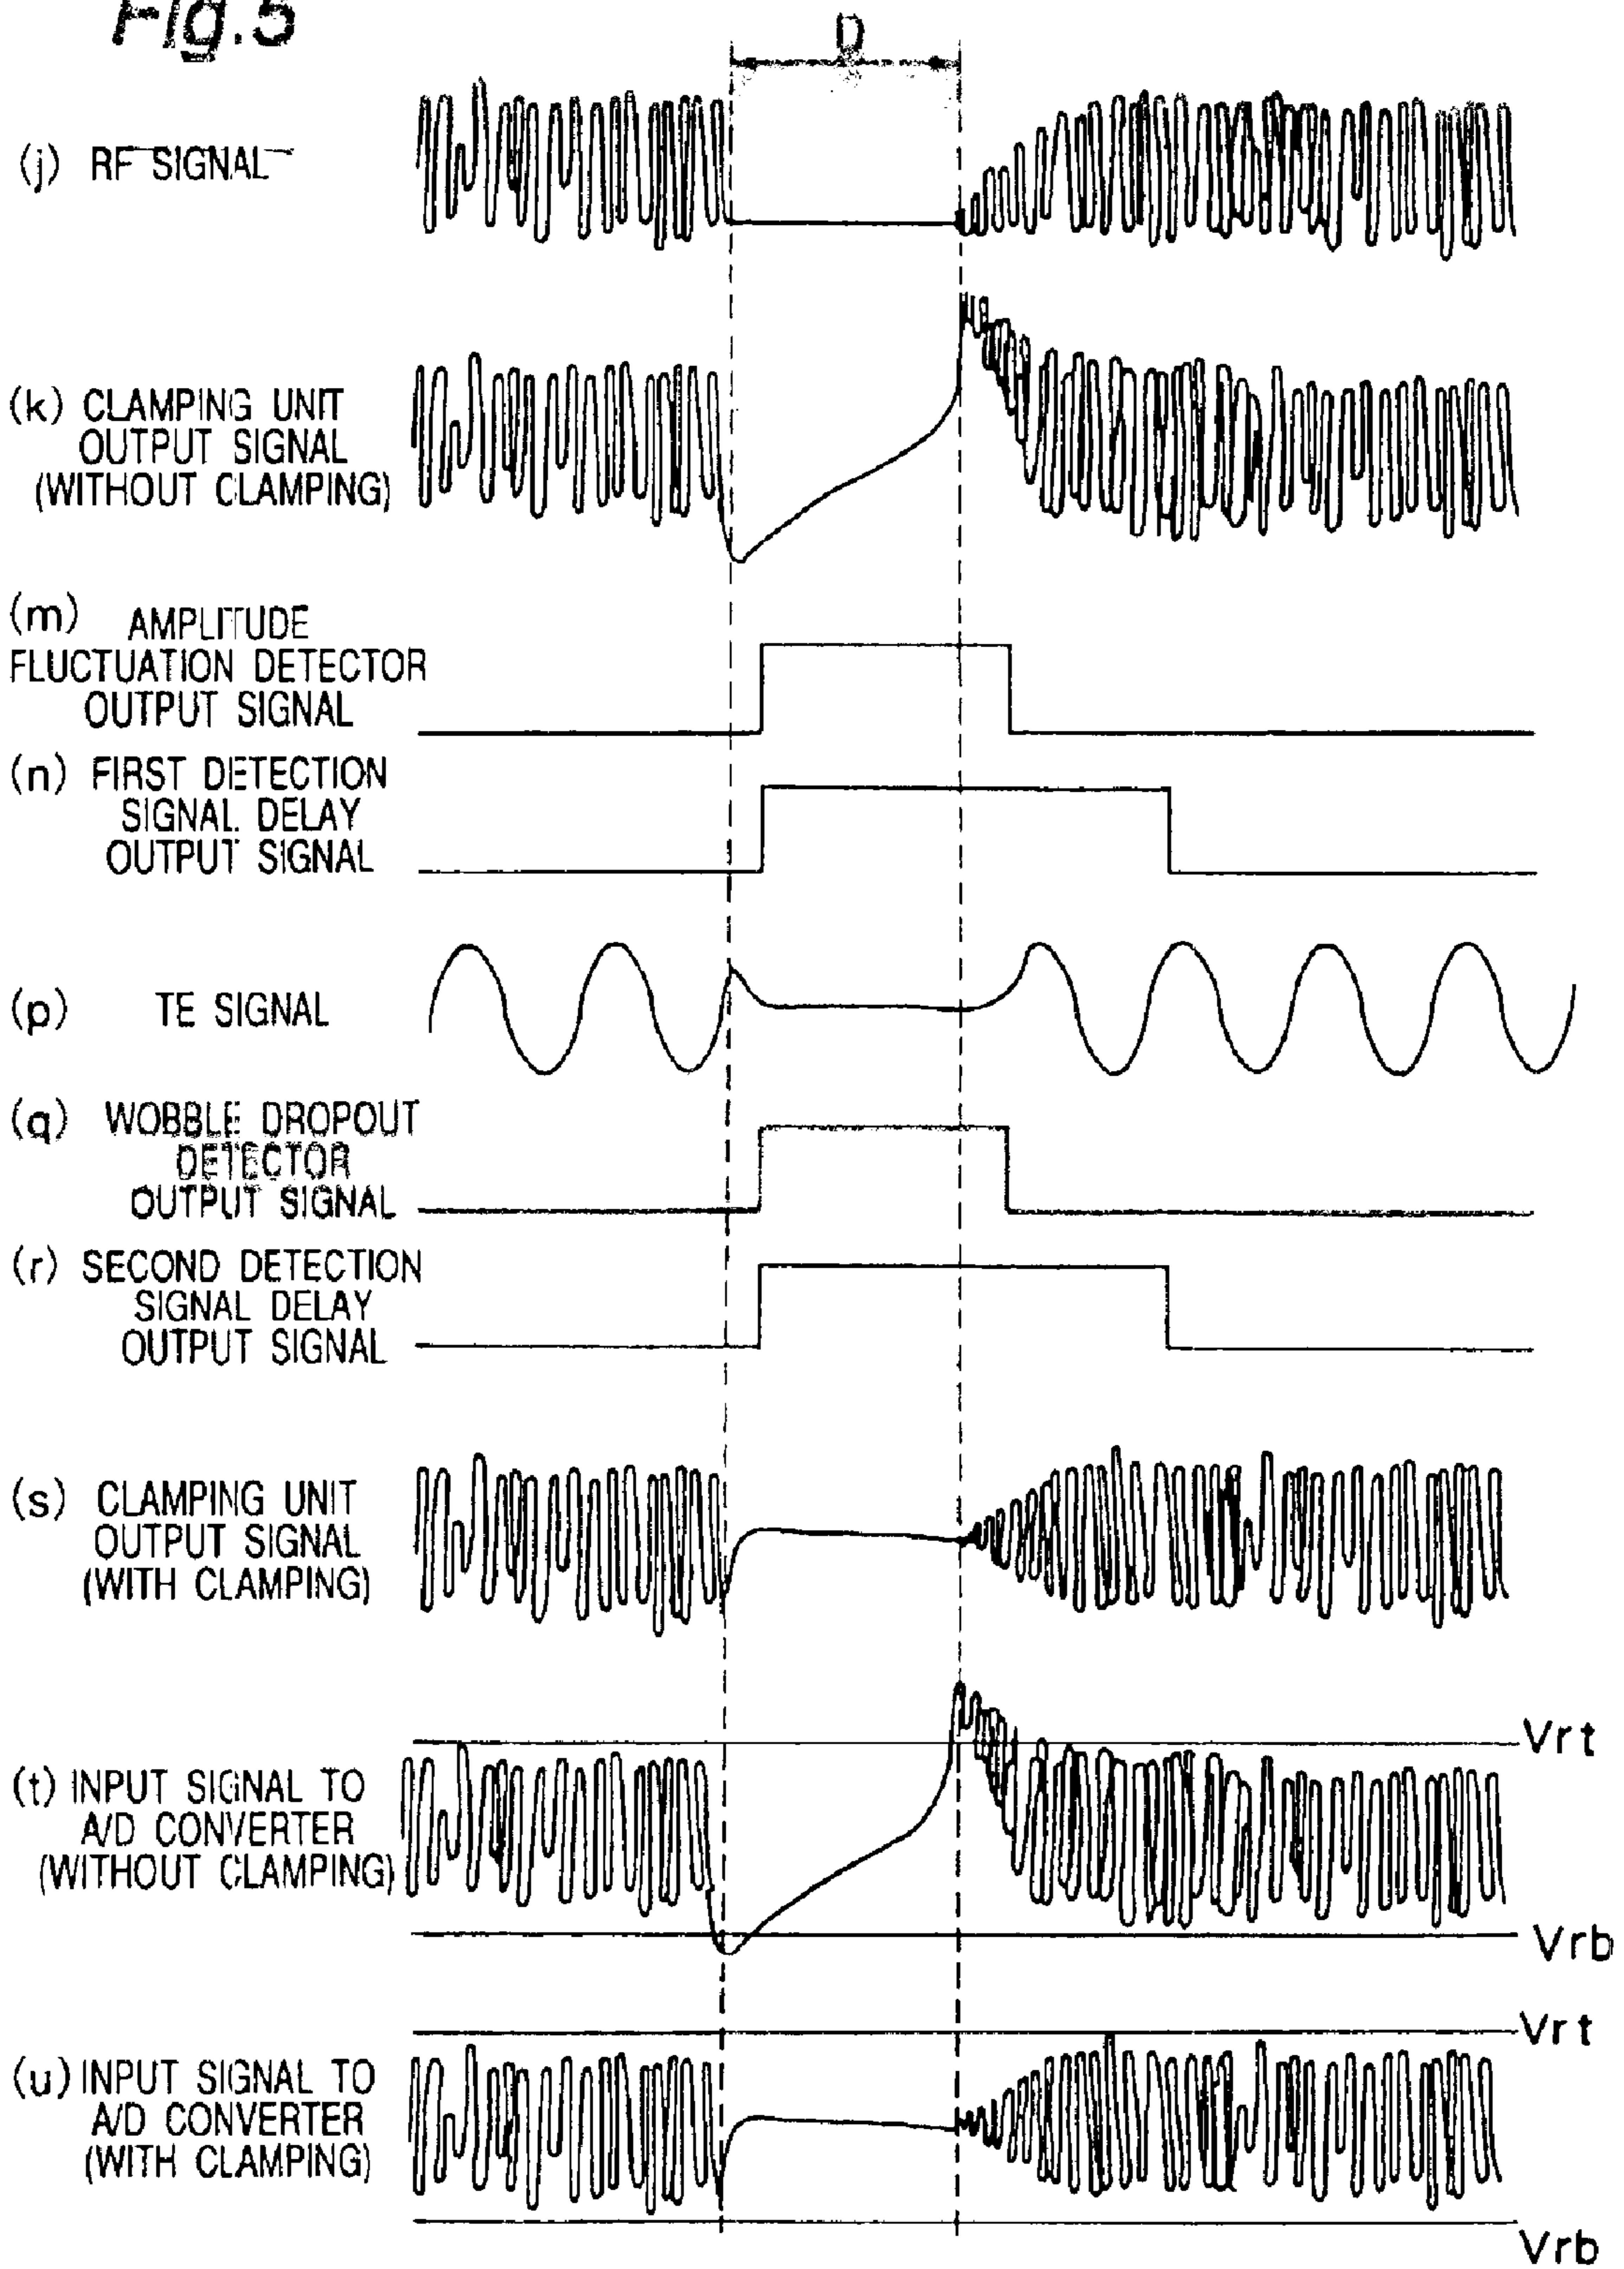 Fig.5
D
(j) RF SIGNAL
(k) CLAMPING UNIT
OUTPUT SIGNAL
(WITHOUT CLAMPING)
(m) AMPLITUDE
FLUCTUATION DETECTOR
OUTPUT SIGNAL
(n) FIRST DETECTION
SIGNAL DELAY
OUTPUT SIGNAL
(p) TE SIGNAL
(q) WOBBLE DROPOUT
DETECTOR
OUTPUT SIGNAL
(r) SECOND DETECTION
SIGNAL DELAY
OUTPUT SIGNAL
(s) CLAMPING UNIT
OUTPUT SIGNAL
(WITH CLAMPING)
Vrt
(t) INPUT SIGNAL TO
A/D CONVERTER
(WITHOUT CLAMPING)
Vrb
Vrt
(u) INPUT SIGNAL TO
A/D CONVERTER
(WITH CLAMPING)
Vrb